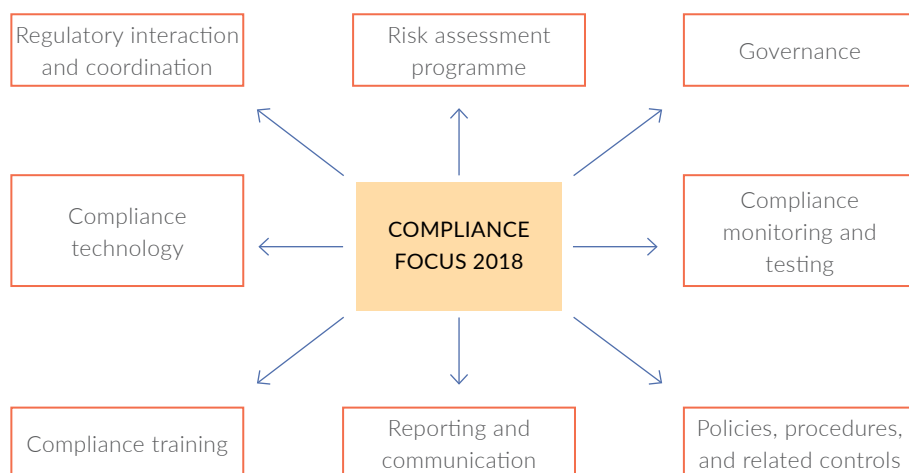 Regulatory interaction
and coordination
Risk assessment
programme
Governance
Compliance
technology
COMPLIANCE
FOCUS 2018
Compliance
monitoring and
testing
Compliance training
Reporting and
communication
Policies, procedures,
and related controls